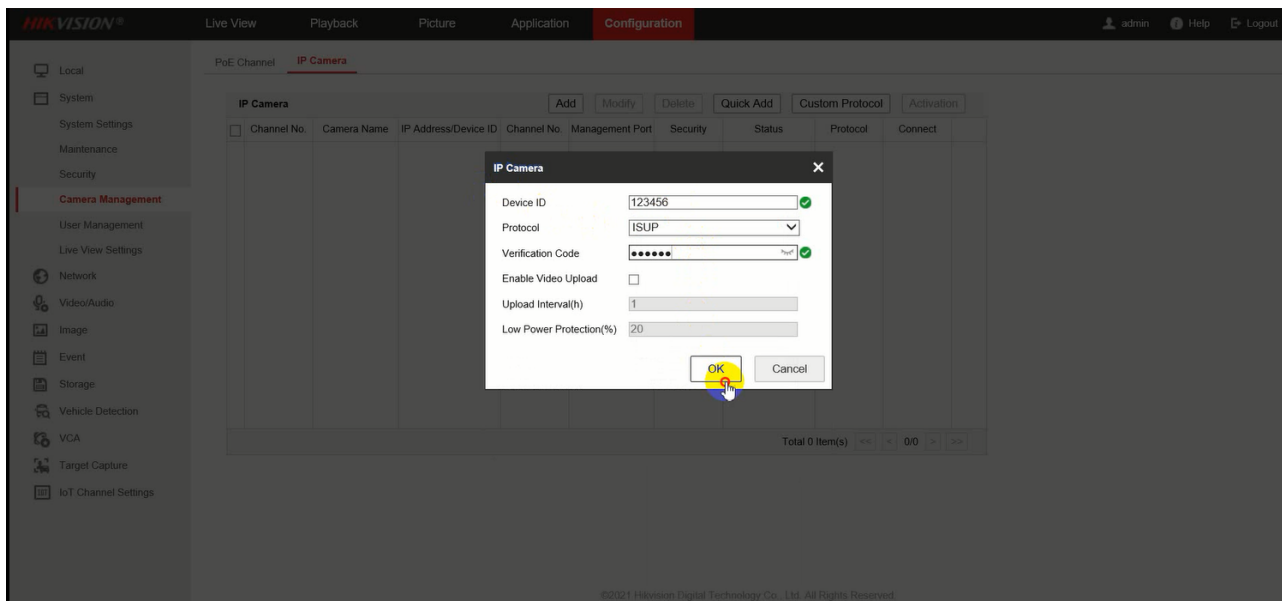 HIKVISION® Live View Playback Picture Application Configuration admin Help Logout
PoE Channel IP Camera
Local
System
System Settings
Maintenance
Security
Camera Management
User Management
Live View Settings
Network
Video/Audio
Image
Event
Storage
Vehicle Detection
VCA
Target Capture
IoT Channel Settings
IP Camera Add Modify Delete Quick Add Custom Protocol Activation
Channel No. Camera Name IP Address/Device ID Channel No. Management Port Security Status Protocol Connect
IP Camera
Device ID 123456
Protocol ISUP
Verification Code ••••••
Enable Video Upload
Upload Interval(h) 1
Low Power Protection(%) 20
OK Cancel
Total 0 Item(s) << < 0/0 > >>
©2021 Hikvision Digital Technology Co., Ltd. All Rights Reserved.